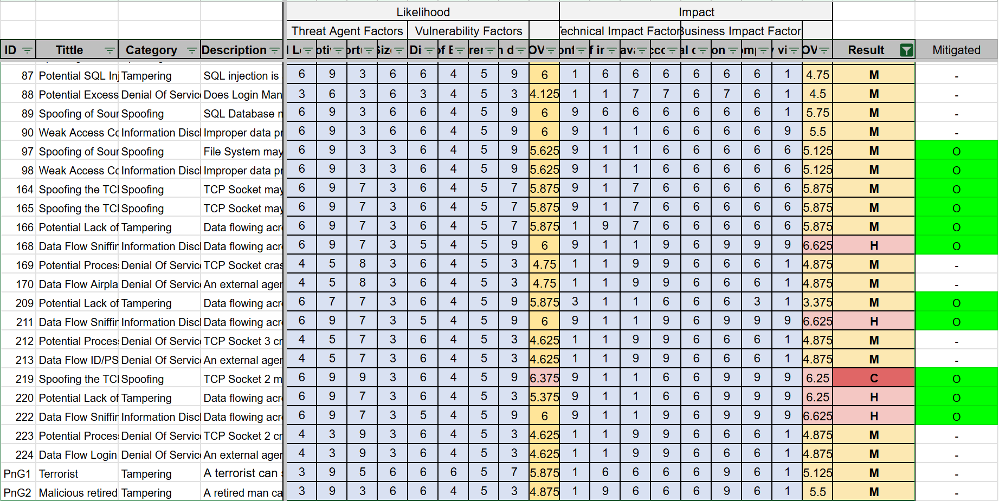 Likelihood Impact
Threat Agent Factors Vulnerability Factors Technical Impact Factor Business Impact Factor
ID Tittle Category Description l L otiv ortu Size Di of E ren n d OV onf f in ava cco al c on omp vi OV Result Mitigated
87 Potential SQL Inj Tampering SQL injection is 6 9 3 6 6 4 5 9 6 1 6 6 6 6 6 6 1 4.75 M -
88 Potential Excess Denial Of Servic Does Login Man 3 6 3 6 3 4 5 3 4.125 1 1 7 7 6 7 6 1 4.5 M -
89 Spoofing of Sour Spoofing SQL Database m 6 9 3 6 6 4 5 9 6 9 6 6 6 6 6 6 1 5.75 M -
90 Weak Access Co Information Discl Improper data pr 6 9 3 6 6 4 5 9 6 9 1 1 6 6 6 6 9 5.5 M -
97 Spoofing of Sour Spoofing File System may 6 9 3 3 6 4 5 9 5.625 9 1 1 6 6 6 6 6 5.125 M O
98 Weak Access Co Information Discl Improper data pr 6 9 3 3 6 4 5 9 5.625 9 1 1 6 6 6 6 6 5.125 M O
164 Spoofing the TCP Spoofing TCP Socket may 6 9 7 3 6 4 5 7 5.875 9 1 7 6 6 6 6 6 5.875 M O
165 Spoofing the TCP Spoofing TCP Socket may 6 9 7 3 6 4 5 7 5.875 9 1 7 6 6 6 6 6 5.875 M O
166 Potential Lack of Tampering Data flowing acro 6 9 7 3 6 4 5 7 5.875 1 9 7 6 6 6 6 6 5.875 M O
168 Data Flow Sniffin Information Discl Data flowing acro 6 9 7 3 5 4 5 9 6 9 1 1 9 6 9 9 9 6.625 H O
169 Potential Process Denial Of Servic TCP Socket cras 4 5 8 3 6 4 5 3 4.75 1 1 9 9 6 6 6 1 4.875 M -
170 Data Flow Airpla Denial Of Servic An external agen 4 5 8 3 6 4 5 3 4.75 1 1 9 9 6 6 6 1 4.875 M -
209 Potential Lack of Tampering Data flowing acro 6 7 7 3 6 4 5 9 5.875 3 1 1 6 6 6 3 1 3.375 M O
211 Data Flow Sniffin Information Discl Data flowing acro 6 9 7 3 5 4 5 9 6 9 1 1 9 6 9 9 9 6.625 H O
212 Potential Process Denial Of Servic TCP Socket 3 cr 4 5 7 3 6 4 5 3 4.625 1 1 9 9 6 6 6 1 4.875 M -
213 Data Flow ID/PS Denial Of Servic An external agen 4 5 7 3 6 4 5 3 4.625 1 1 9 9 6 6 6 1 4.875 M -
219 Spoofing the TCP Spoofing TCP Socket 2 m 6 9 9 3 6 4 5 9 6.375 9 1 1 6 6 9 9 9 6.25 C O
220 Potential Lack of Tampering Data flowing acro 6 9 7 3 6 4 5 3 5.375 9 1 1 6 6 9 9 9 6.25 H O
222 Data Flow Sniffin Information Discl Data flowing acro 6 9 7 3 5 4 5 9 6 9 1 1 9 6 9 9 9 6.625 H O
223 Potential Process Denial Of Servic TCP Socket 2 cr 4 3 9 3 6 4 5 3 4.625 1 1 9 9 6 6 6 1 4.875 M -
224 Data Flow Login Denial Of Servic An external agen 4 3 9 3 6 4 5 3 4.625 1 1 9 9 6 6 6 1 4.875 M -
PnG1 Terrorist Tampering A terrorist can s 3 9 5 6 6 6 5 7 5.875 1 6 6 6 6 9 6 1 5.125 M -
PnG2 Malicious retired Tampering A retired man ca 3 9 3 6 6 4 5 3 4.875 1 9 6 6 6 9 6 1 5.5 M -